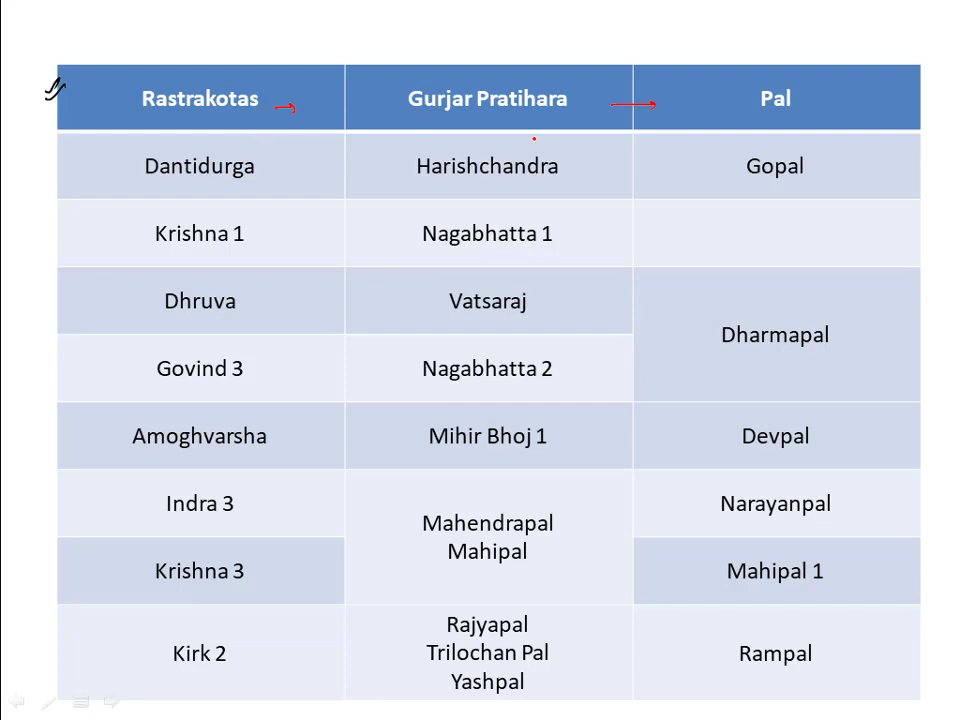 Rastrakotas Gurjar Pratihara Pal
Dantidurga Harishchandra Gopal
Krishna 1 Nagabhatta 1
Dhruva Vatsaraj
Dharmapal
Govind 3 Nagabhatta 2
Amoghvarsha Mihir Bhoj 1 Devpal
Indra 3 Narayanpal
Mahendrapal
Mahipal
Krishna 3 Mahipal 1
Rajyapal
Kirk 2 Trilochan Pal Rampal
Yashpal